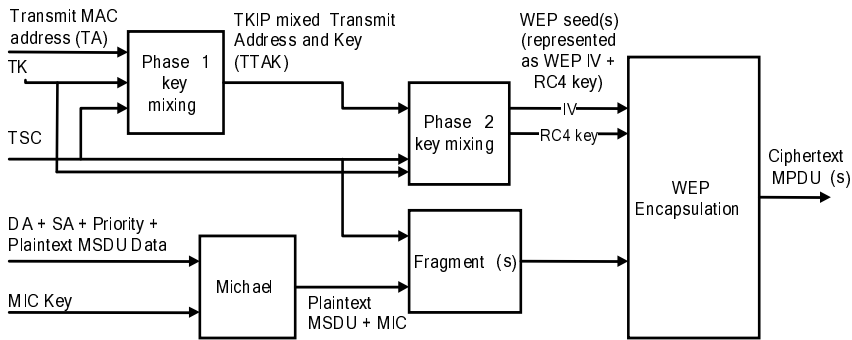 Transmit MAC
address (TA)
TK
TSC
Phase 1
key
mixing
TKIP mixed Transmit
Address and Key
(TTAK)
Phase 2
key mixing
WEP seed(s)
(represented
as WEP IV +
RC4 key)
IV
RC4 key
WEP
Encapsulation
Ciphertext
MPDU (s)
DA + SA + Priority +
Plaintext MSDU Data
MIC Key
Michael
Plaintext
MSDU + MIC
Fragment (s)